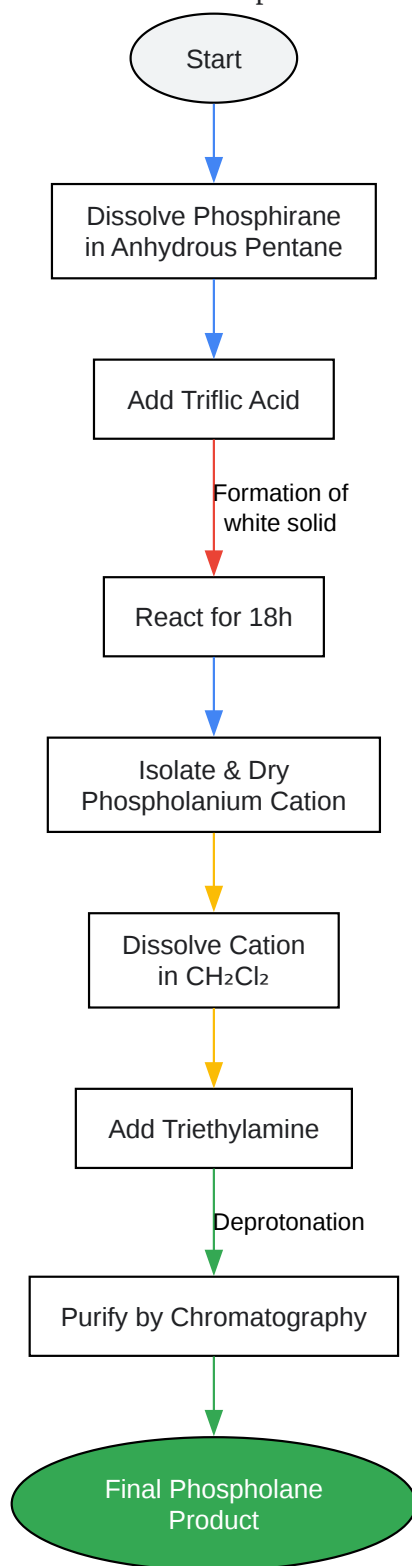 Start
Dissolve Phosphirane
in Anhydrous Pentane
Add Triflic Acid
Formation of
white solid
React for 18h
Isolate & Dry
Phospholanium Cation
Dissolve Cation
in CH₂Cl₂
Add Triethylamine
Deprotonation
Purify by Chromatography
Final Phospholane
Product